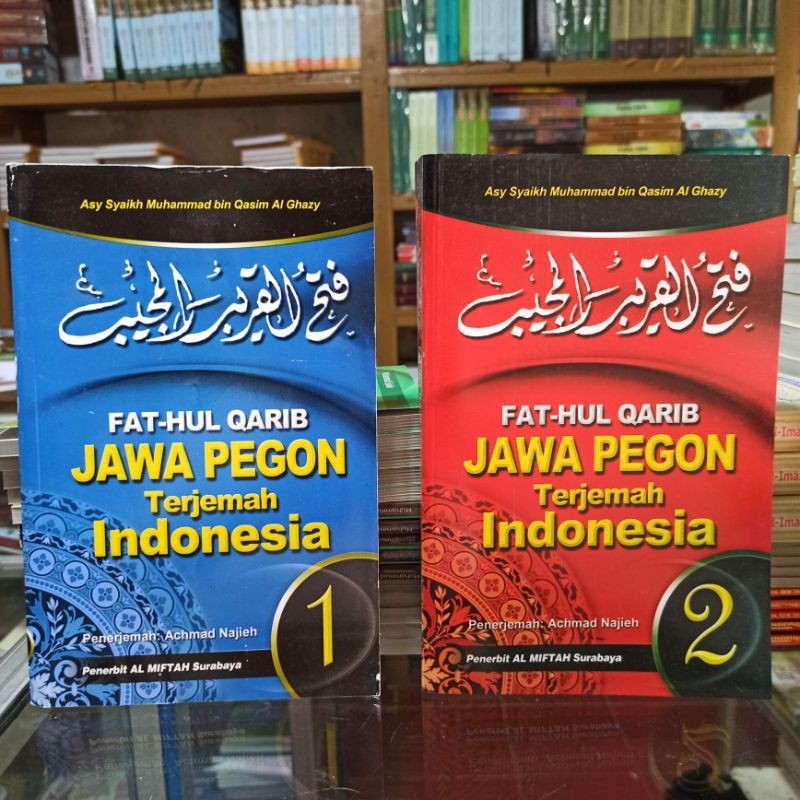 Asy Syaikh Muhammad bin Qasim Al Ghazy
فتح القريب المجيب
FAT-HUL QARIB
JAWA PEGON
Terjemah
Indonesia
1
Penerjemah: Achmad Najieh
Penerbit AL MIFTAH Surabaya
Asy Syaikh Muhammad bin Qasim Al Ghazy
فتح القريب المجيب
FAT-HUL QARIB
JAWA PEGON
Terjemah
Indonesia
2
Penerjemah: Achmad Najieh
Penerbit AL MIFTAH Surabaya